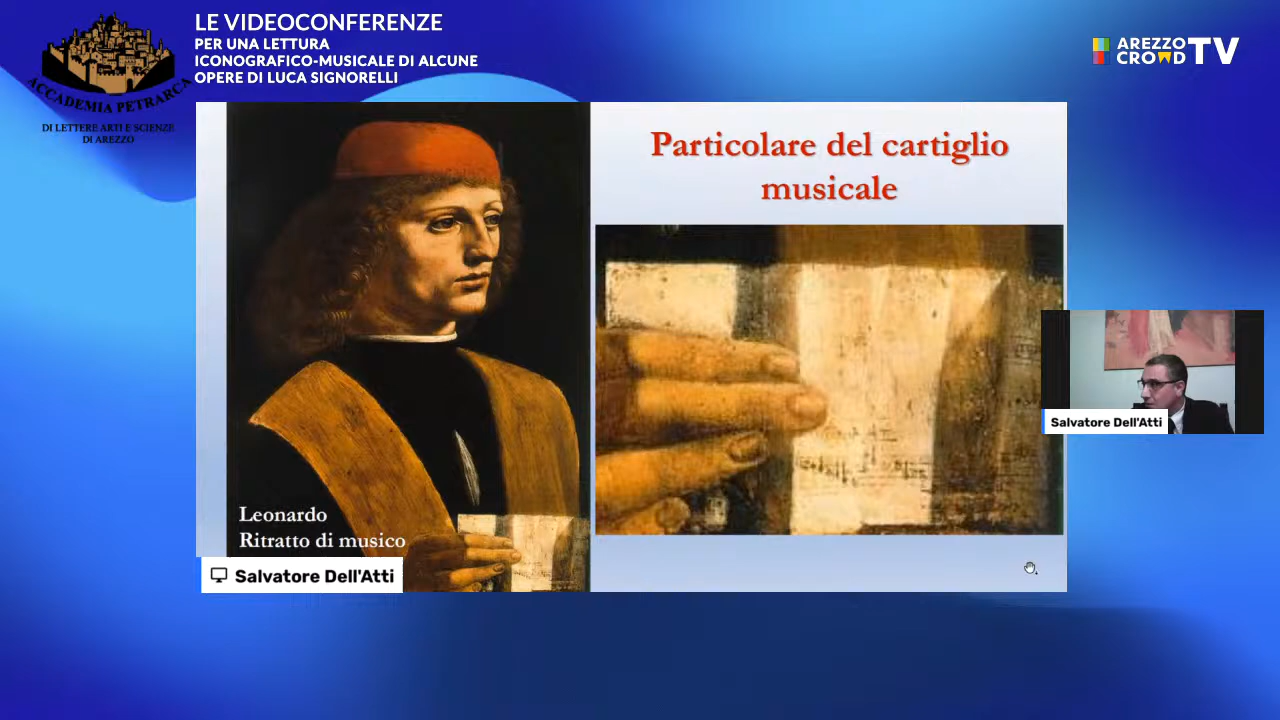 LE VIDEOCONFERENZE
PER UNA LETTURA
ICONOGRAFICO-MUSICALE DI ALCUNE
OPERE DI LUCA SIGNORELLI
ACCADEMIA PETRARCA
DI LETTERE ARTI E SCIENZE
DI AREZZO
AREZZO
CROWD
TV
Particolare del cartiglio
musicale
Leonardo
Ritratto di musico
Salvatore Dell'Atti
Salvatore Dell'Atti